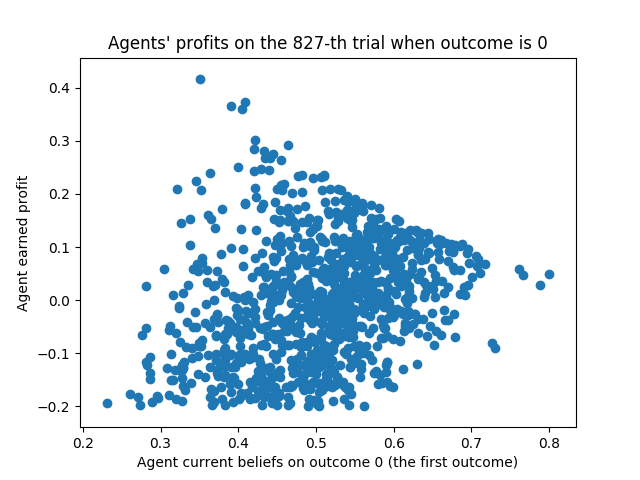 Agents' profits on the 827-th trial when outcome is 0
Agent earned profit
0.4
0.3
0.2
0.1
0.0
−0.1
−0.2
0.2 0.3 0.4 0.5 0.6 0.7 0.8
Agent current beliefs on outcome 0 (the first outcome)